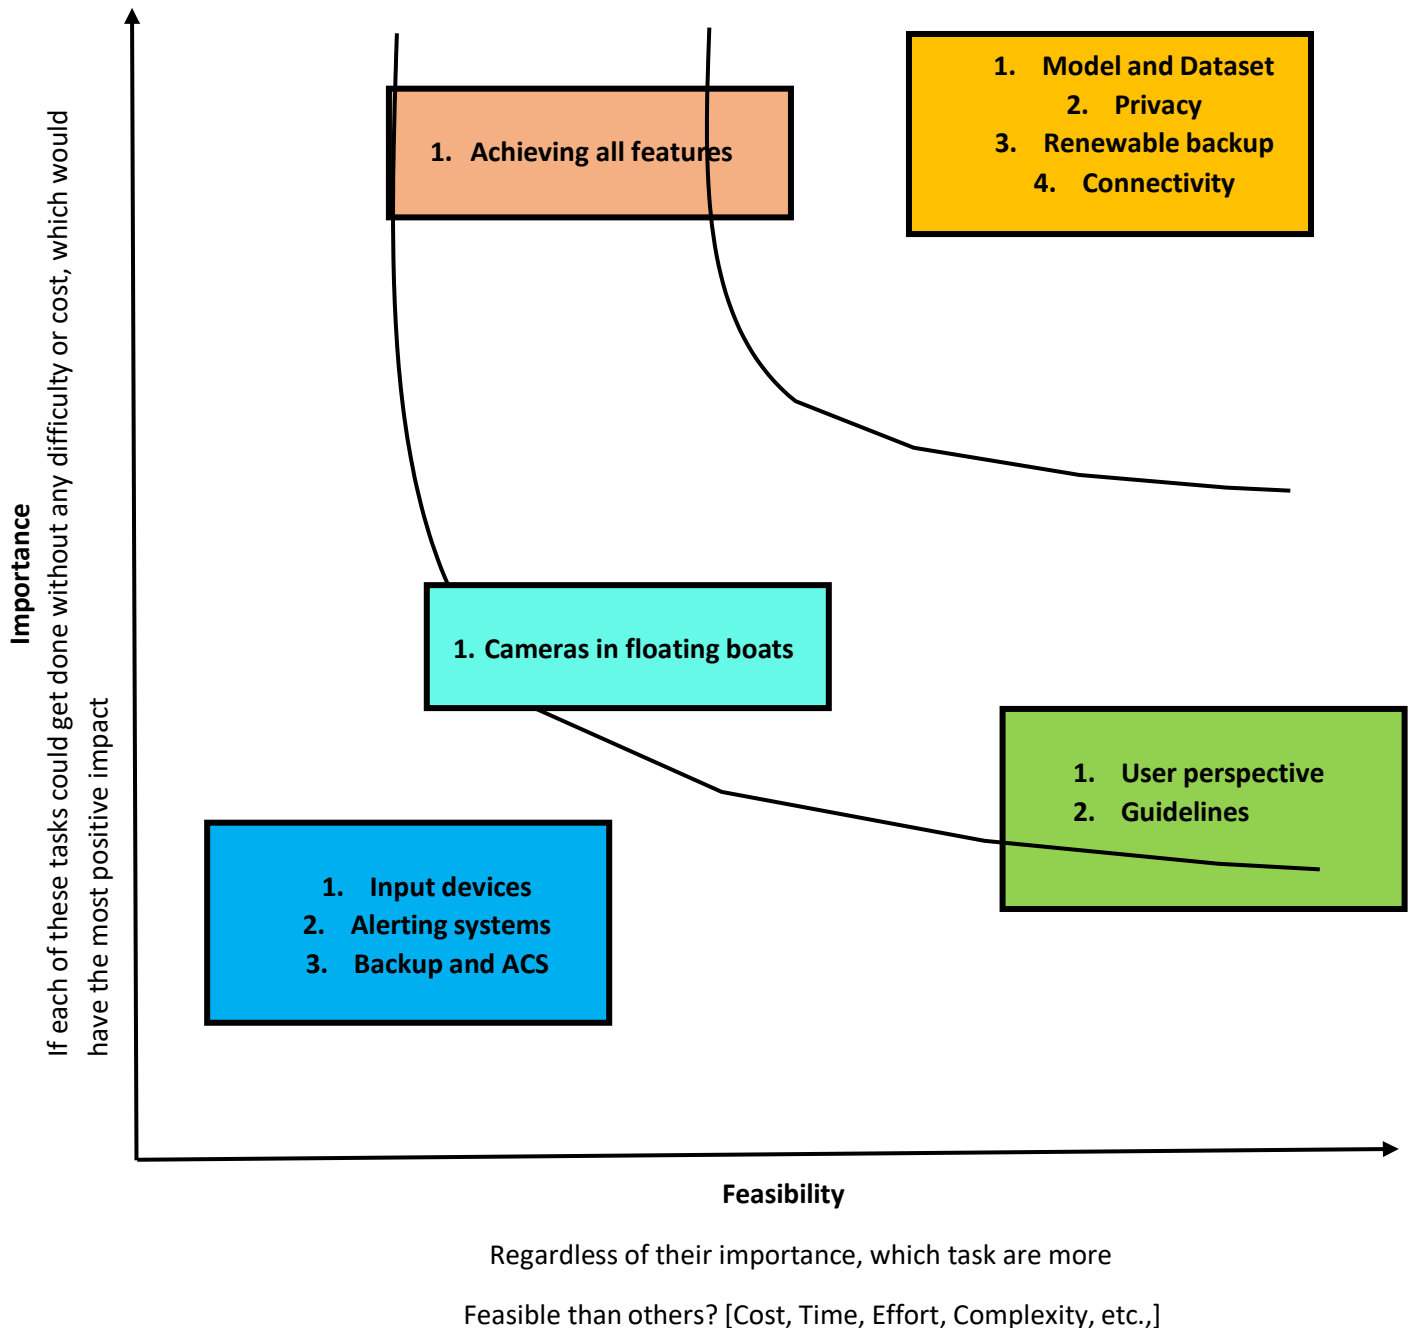 1. Model and Dataset
2. Privacy
3. Renewable backup
4. Connectivity
1. Achieving all features
Importance
If each of these tasks could get done without any difficulty or cost, which would
have the most positive impact
1. Cameras in floating boats
1. User perspective
2. Guidelines
1. Input devices
2. Alerting systems
3. Backup and ACS
Feasibility
Regardless of their importance, which task are more
Feasible than others? [Cost, Time, Effort, Complexity, etc.,]